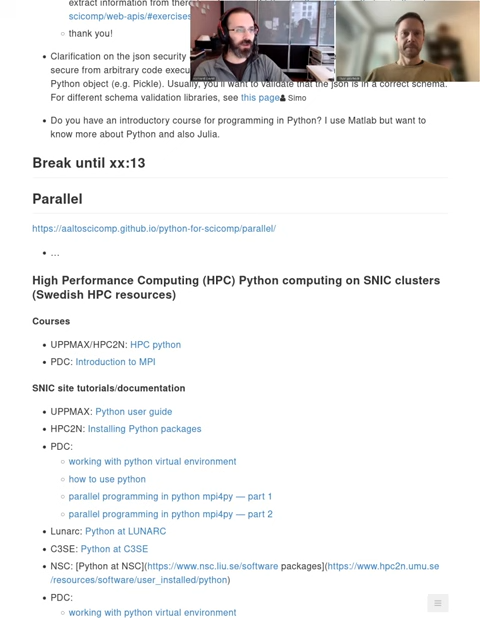 extract information from ther
scicomp/web-apis/#exercises
thank you!
Clarification on the json security
secure from arbitrary code execu
Python object (e.g. Pickle). Usually, you'll want to validate that the json is in a correct schema.
For different schema validation libraries, see this page Simo
Do you have an introductory course for programming in Python? I use Matlab but want to
know more about Python and also Julia.
Break until xx:13
Parallel
https://aaltoscicomp.github.io/python-for-scicomp/parallel/
...
High Performance Computing (HPC) Python computing on SNIC clusters
(Swedish HPC resources)
Courses
UPPMAX/HPC2N: HPC python
PDC: Introduction to MPI
SNIC site tutorials/documentation
UPPMAX: Python user guide
HPC2N: Installing Python packages
PDC:
working with python virtual environment
how to use python
parallel programming in python mpi4py — part 1
parallel programming in python mpi4py — part 2
Lunarc: Python at LUNARC
C3SE: Python at C3SE
NSC: [Python at NSC](https://www.nsc.liu.se/software packages](https://www.hpc2n.umu.se
/resources/software/user_installed/python)
PDC:
working with python virtual environment